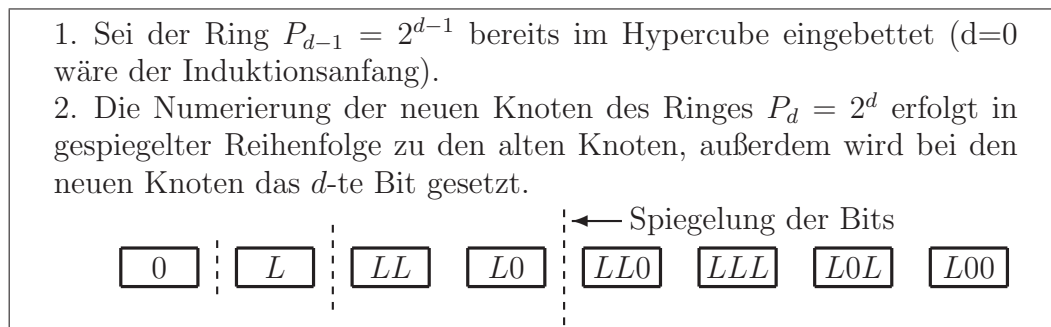 1. Sei der Ring P_{d−1} = 2^{d−1} bereits im Hypercube eingebettet (d=0
wäre der Induktionsanfang).
2. Die Numerierung der neuen Knoten des Ringes P_d = 2^d erfolgt in
gespiegelter Reihenfolge zu den alten Knoten, außerdem wird bei den
neuen Knoten das d-te Bit gesetzt.
Spiegelung der Bits
0 L LL L0 LL0 LLL L0L L00